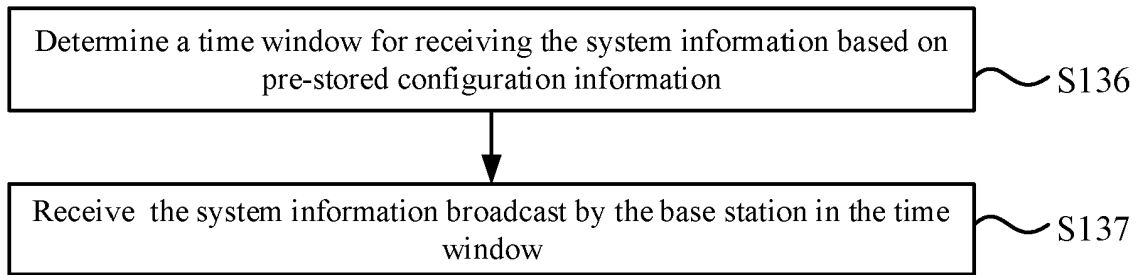 Determine a time window for receiving the system information based on
pre-stored configuration information
S136
Receive the system information broadcast by the base station in the time
window
S137